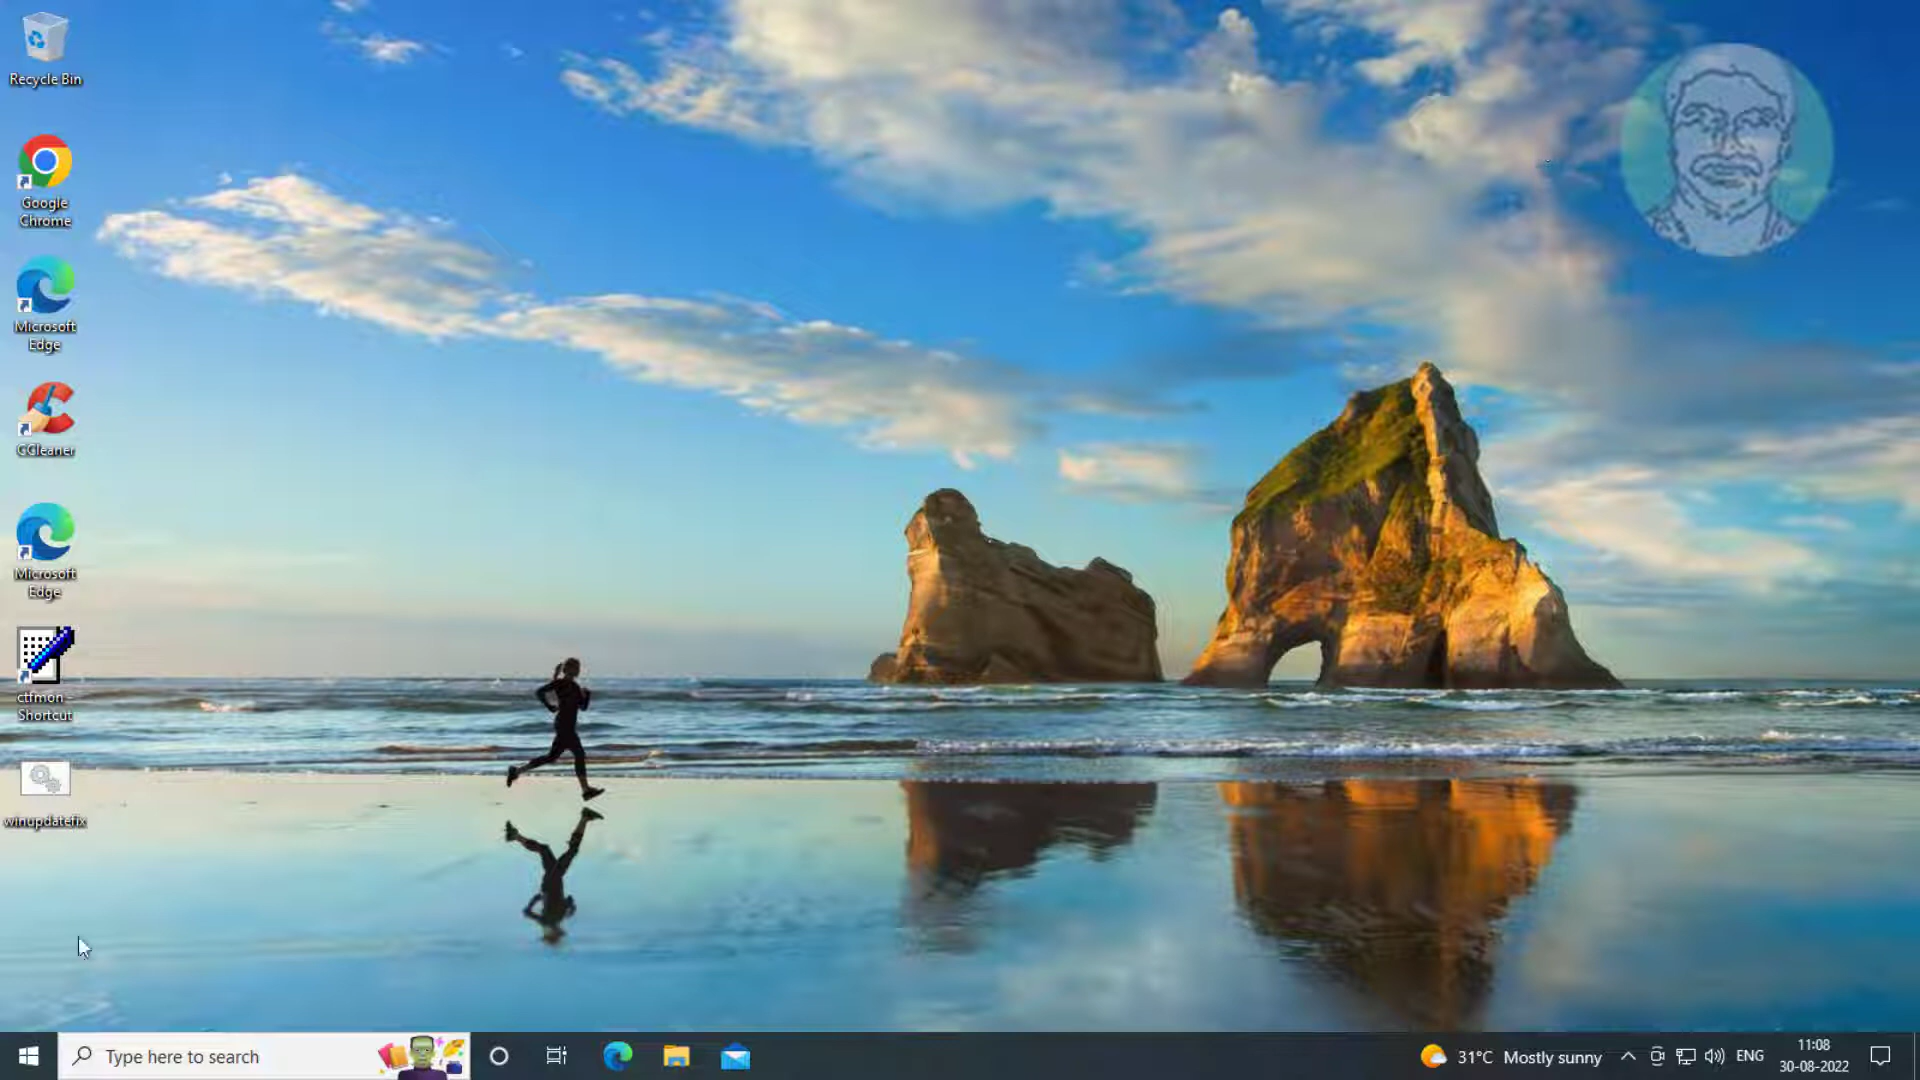 Recycle Bin
Google
Chrome
Microsoft
Edge
CCleaner
Microsoft
Edge
ctfmon -
Shortcut
winupdatefix
Type here to search
31°C Mostly sunny
ENG
11:08
30-08-2022